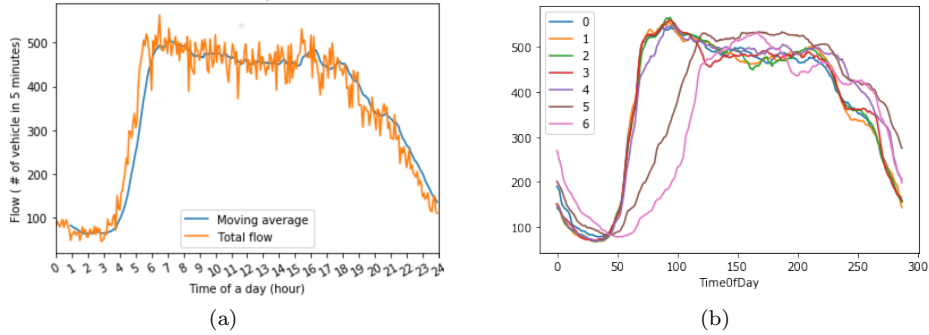 Flow ( # of vehicle in 5 minutes)
500
400
300
200
100
Moving average
Total flow
0 1 2 3 4 5 6 7 8 9 10 11 12 13 14 15 16 17 18 19 20 21 22 23 24
Time of a day (hour)
(a)
500
400
300
200
100
0
1
2
3
4
5
6
0 50 100 150 200 250 300
TimeOfDay
(b)